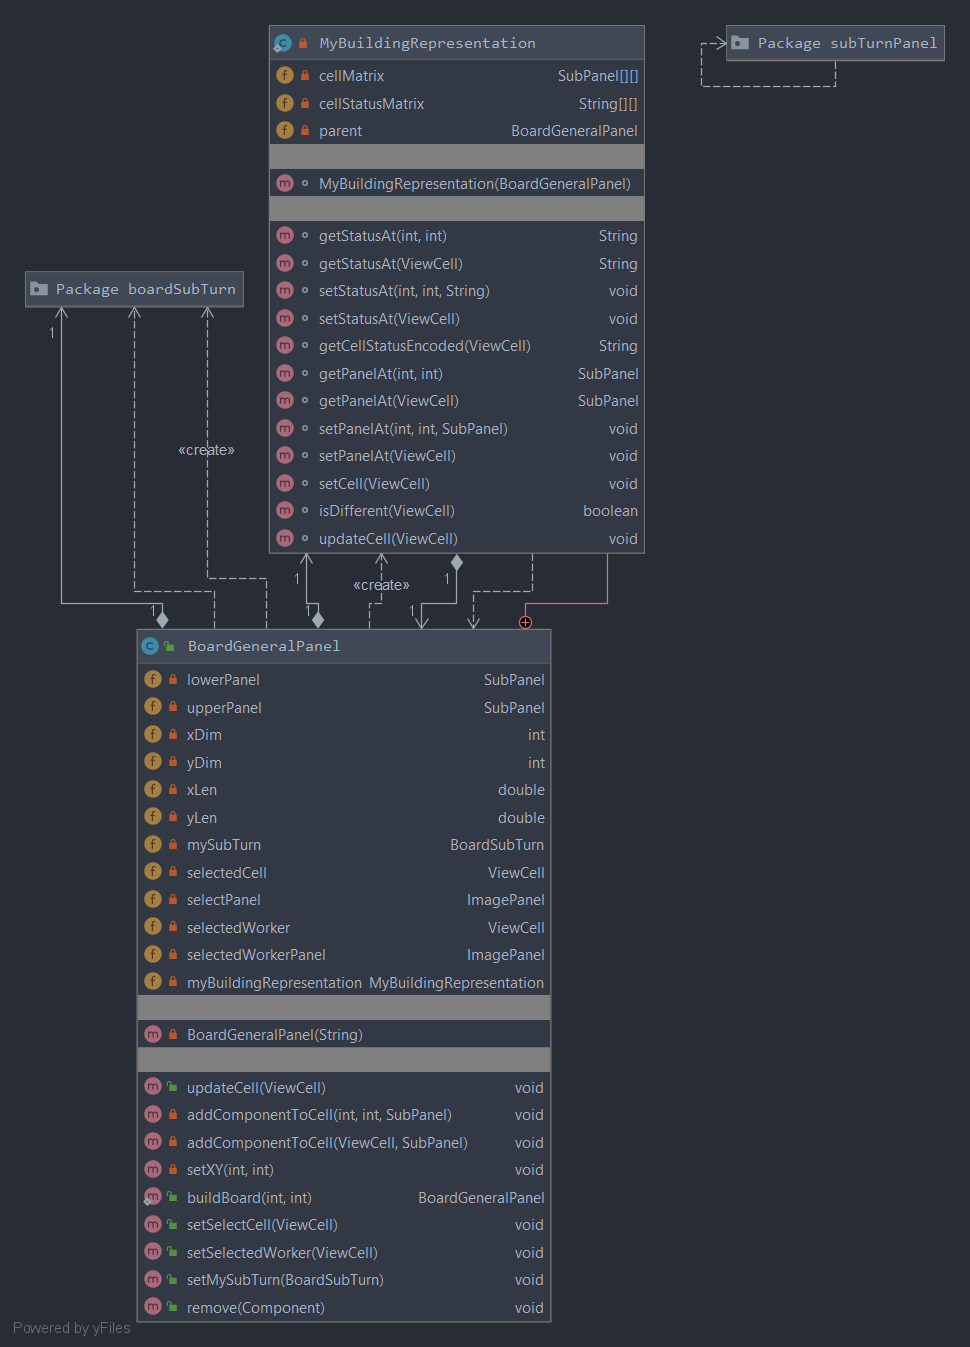 MyBuildingRepresentation
cellMatrix SubPanel[][]
cellStatusMatrix String[][]
parent BoardGeneralPanel
MyBuildingRepresentation(BoardGeneralPanel)
getStatusAt(int, int) String
getStatusAt(ViewCell) String
setStatusAt(int, int, String) void
setStatusAt(ViewCell) void
getCellStatusEncoded(ViewCell) String
getPanelAt(int, int) SubPanel
getPanelAt(ViewCell) SubPanel
setPanelAt(int, int, SubPanel) void
setPanelAt(ViewCell) void
setCell(ViewCell) void
isDifferent(ViewCell) boolean
updateCell(ViewCell) void
Package subTurnPanel
Package boardSubTurn
1
«create»
1
«create»
1
1
1
1
BoardGeneralPanel
lowerPanel SubPanel
upperPanel SubPanel
xDim int
yDim int
xLen double
yLen double
mySubTurn BoardSubTurn
selectedCell ViewCell
selectPanel ImagePanel
selectedWorker ViewCell
selectedWorkerPanel ImagePanel
myBuildingRepresentation MyBuildingRepresentation
BoardGeneralPanel(String)
updateCell(ViewCell) void
addComponentToCell(int, int, SubPanel) void
addComponentToCell(ViewCell, SubPanel) void
setXY(int, int) void
buildBoard(int, int) BoardGeneralPanel
setSelectCell(ViewCell) void
setSelectedWorker(ViewCell) void
setMySubTurn(BoardSubTurn) void
remove(Component) void
Powered by yFiles